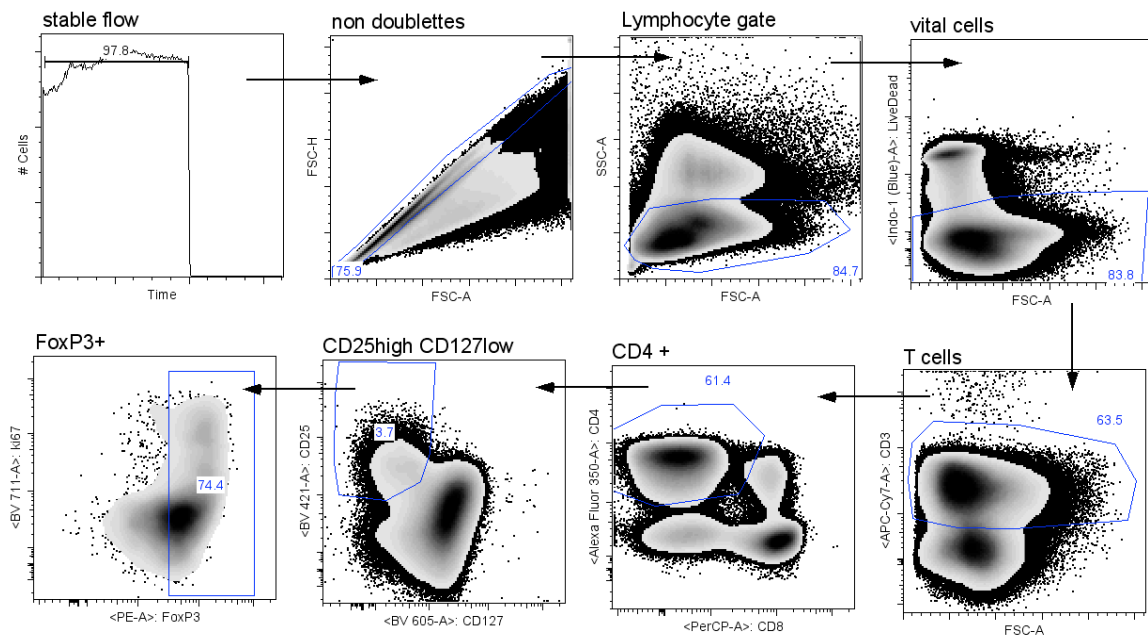 stable flow
97.8
# Cells
Time
non doublettes
FSC-H
75.9
FSC-A
Lymphocyte gate
SSC-A
84.7
FSC-A
vital cells
<Indo-1 (Blue)-A>: LiveDead
83.8
FSC-A
FoxP3+
<BV 711-A>: ki67
74.4
<PE-A>: FoxP3
CD25high CD127low
<BV 421-A>: CD25
3.7
<BV 605-A>: CD127
CD4 +
61.4
<Alexa Fluor 350-A>: CD4
<PerCP-A>: CD8
T cells
63.5
<APC-Cy7-A>: CD3
FSC-A